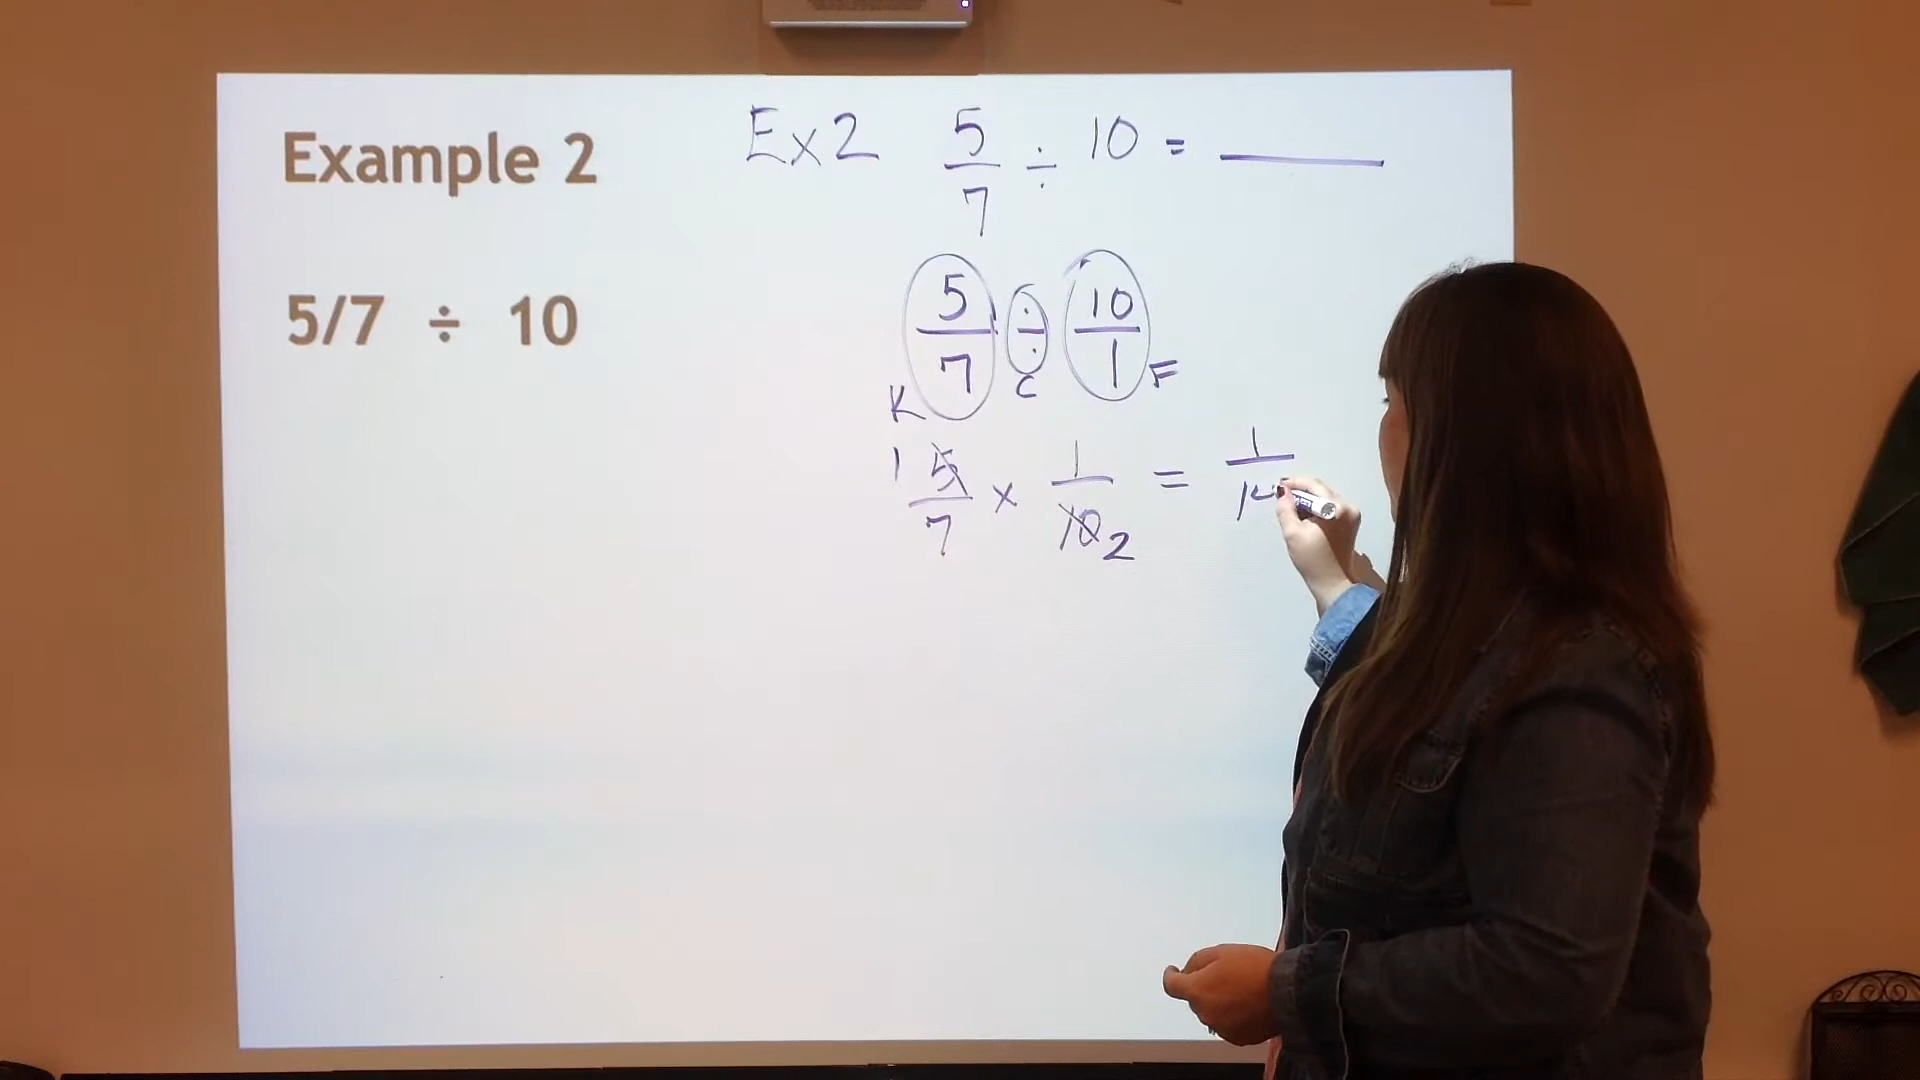 Example 2
5/7 ÷ 10
Ex 2 5/7 ÷ 10 = ____
5/7 ÷ 10/1
K C F
1 5/7 × 1/10 2 = 1/14